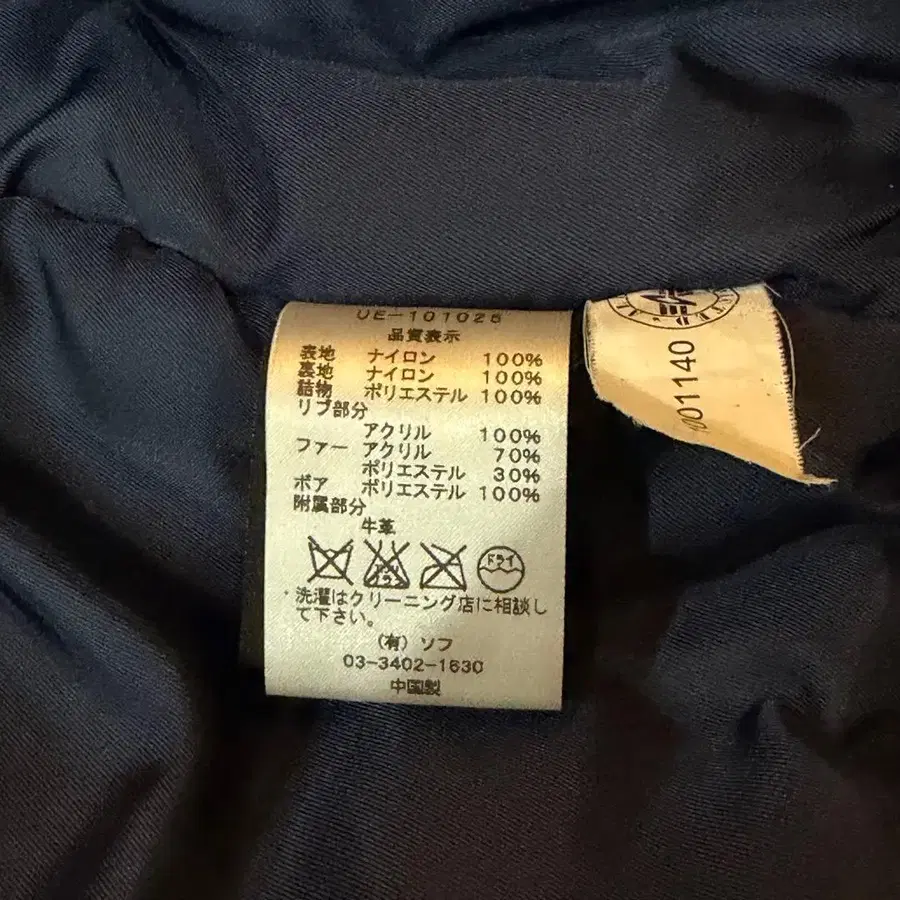 UE-101025
品質表示
表地 ナイロン 100%
裏地 ナイロン 100%
詰物 ポリエステル 100%
リブ部分
アクリル 100%
ファー アクリル 70%
ポリエステル 30%
ボア ポリエステル 100%
附属部分
牛革
ドライ
*洗濯はクリーニング店に相談し
て下さい。
(有)ソフ
03-3402-1630
中国製
001140